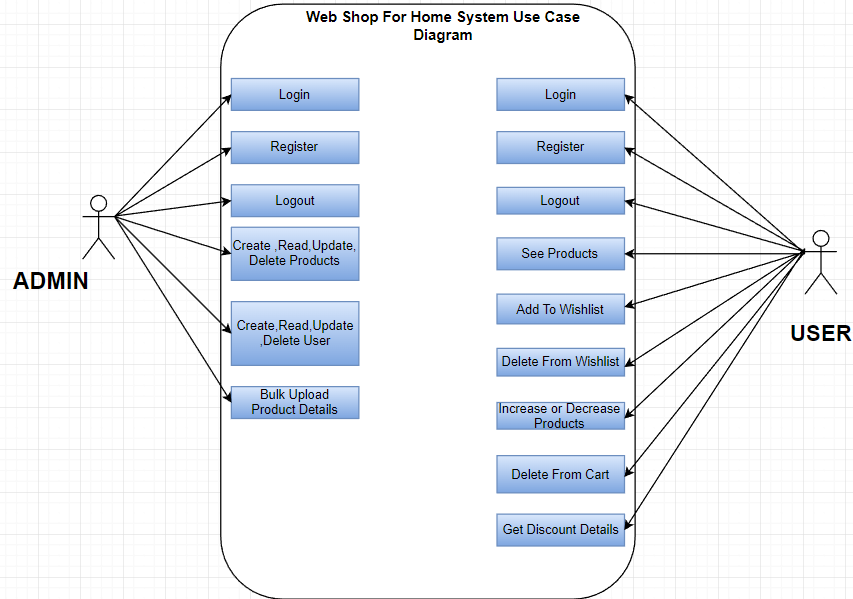 Web Shop For Home System Use Case
Diagram
Login
Register
Logout
Create ,Read,Update,
Delete Products
Create,Read,Update
,Delete User
Bulk Upload
Product Details
ADMIN
Login
Register
Logout
See Products
Add To Wishlist
Delete From Wishlist
Increase or Decrease
Products
Delete From Cart
Get Discount Details
USER